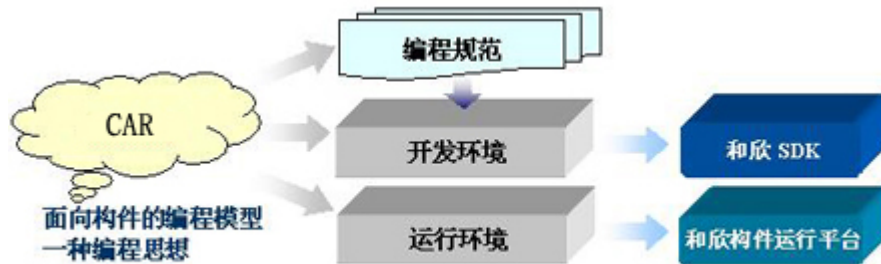 编程规范
CAR
开发环境
和欣 SDK
面向构件的编程模型
一种编程思想
运行环境
和欣构件运行平台